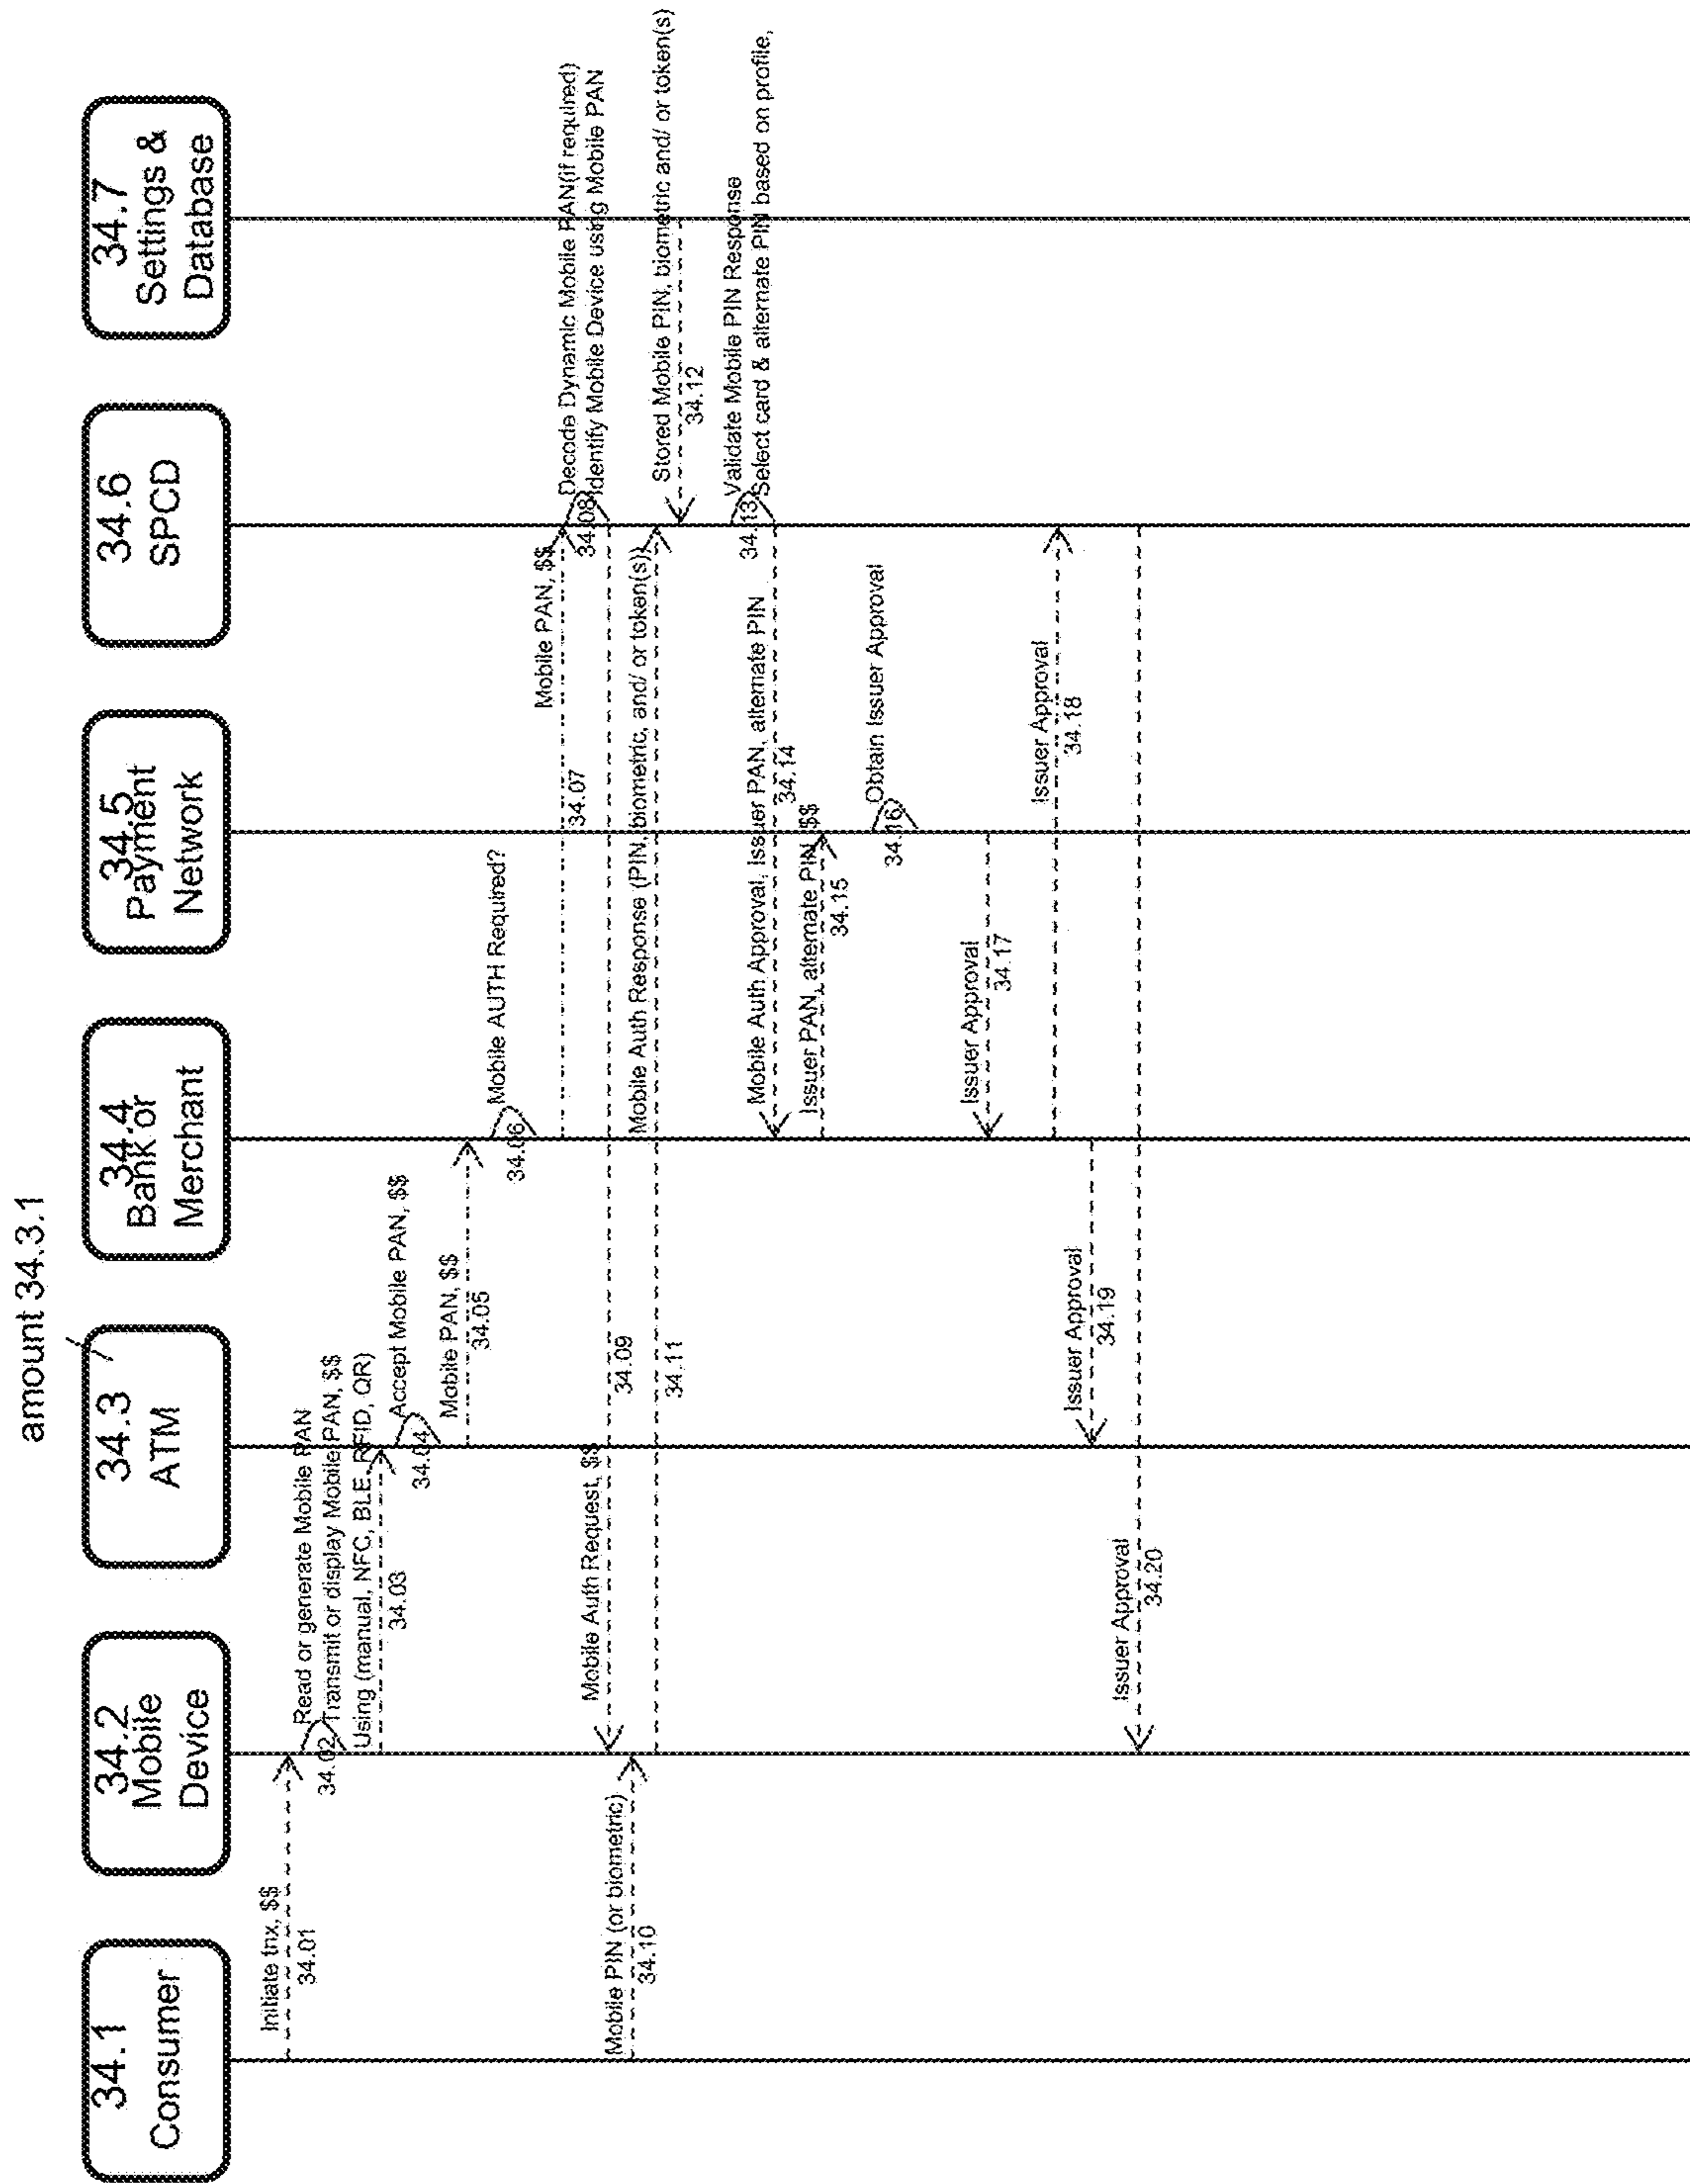 amount 34.3.1
34.1
Consumer
34.2
Mobile
Device
34.3
ATM
34.4
Bank or
Merchant
34.5
Payment
Network
34.6
SPCD
34.7
Settings &
Database
Initiate tnx, $$
34.01
Read or generate Mobile PAN
34.02
Transmit or display Mobile PAN, $$
Using (manual, NFC, BLE, RFID, QR)
34.03
Accept Mobile PAN, $$
34.04
Mobile PAN, $$
34.05
Mobile AUTH Required?
34.06
Mobile PAN, $$
34.07
Decode Dynamic Mobile PAN(if required)
34.08
Identify Mobile Device using Mobile PAN
Mobile Auth Request, $$
34.09
Mobile PIN (or biometric)
34.10
Mobile Auth Response (PIN, biometric, and/ or token(s))
34.11
Stored Mobile PIN, biometric and/ or token(s)
34.12
Validate Mobile PIN Response
34.13
Select card & alternate PIN based on profile,
Mobile Auth Approval, Issuer PAN, alternate PIN
34.14
Issuer PAN, alternate PIN, $$
34.15
Obtain Issuer Approval
34.16
Issuer Approval
34.17
Issuer Approval
34.18
Issuer Approval
34.19
Issuer Approval
34.20